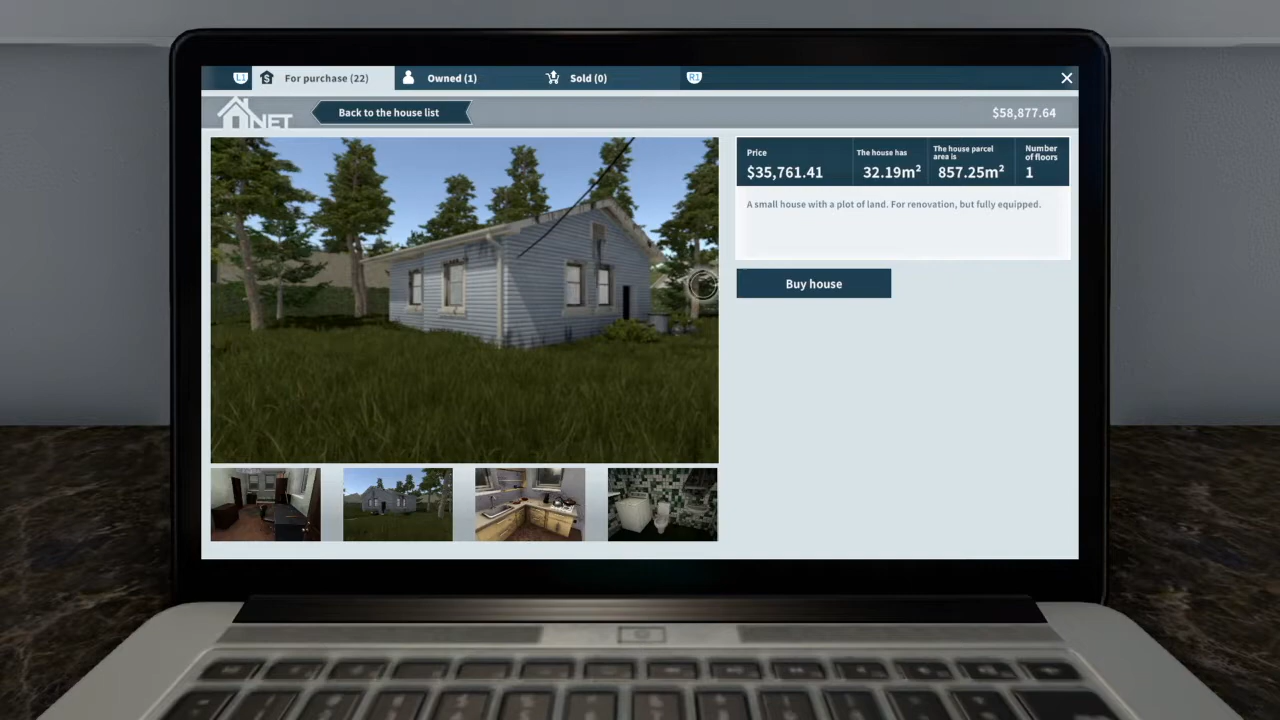 L1
For purchase (22)
Owned (1)
Sold (0)
R1
NET
Back to the house list
$58,877.64
Price
$35,761.41
The house has
32.19m²
The house parcel
area is
857.25m²
Number
of floors
1
A small house with a plot of land. For renovation, but fully equipped.
Buy house